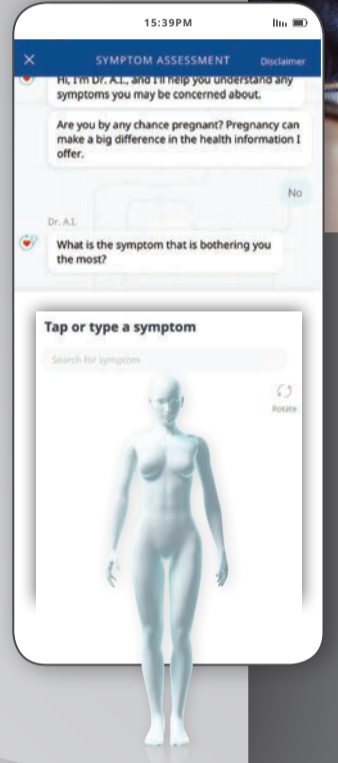 15:39PM
SYMPTOM ASSESSMENT
Disclaimer
Hi, I'm Dr. A.I., and I'll help you understand any
symptoms you may be concerned about.
Are you by any chance pregnant? Pregnancy can
make a big difference in the health information I
offer.
No
Dr. A.I.
What is the symptom that is bothering you
the most?
Tap or type a symptom
Search for symptom
Rotate